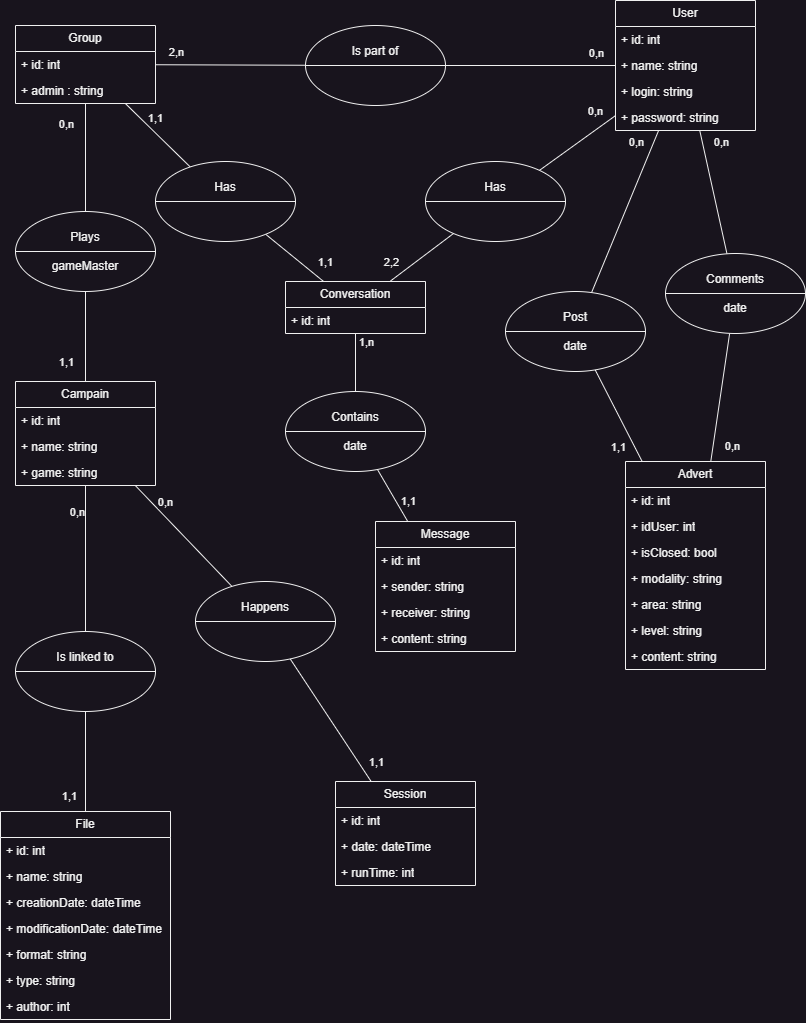 Group
+ id: int
+ admin : string
2,n
Is part of
0,n
User
+ id: int
+ name: string
+ login: string
+ password: string
0,n
1,1
0,n
0,n
0,n
Has
Has
Plays
gameMaster
1,1
2,2
Conversation
+ id: int
1,n
Post
date
Comments
date
1,1
Campain
+ id: int
+ name: string
+ game: string
Contains
date
1,1
0,n
Advert
+ id: int
+ idUser: int
+ isClosed: bool
+ modality: string
+ area: string
+ level: string
+ content: string
0,n
0,n
1,1
Message
+ id: int
+ sender: string
+ receiver: string
+ content: string
Happens
Is linked to
1,1
1,1
Session
+ id: int
+ date: dateTime
+ runTime: int
File
+ id: int
+ name: string
+ creationDate: dateTime
+ modificationDate: dateTime
+ format: string
+ type: string
+ author: int